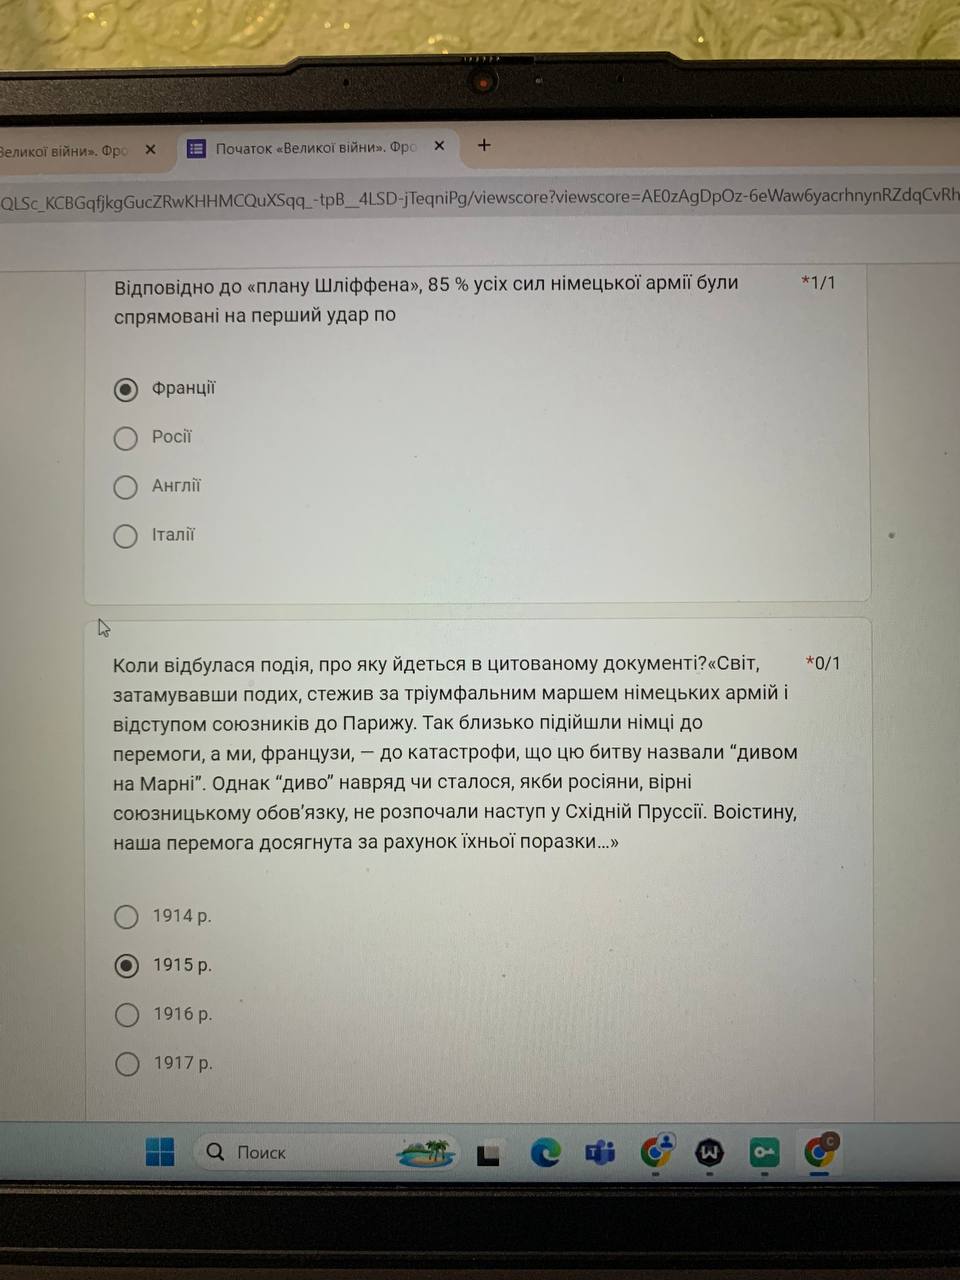 Великої війни». Фро
Початок «Великої війни». Фро
QLSc_KCBGqfjkgGucZRwKHHMCQuXSqq_-tpB__4LSD-jTeqniPg/viewscore?viewscore=AE0zAgDpOz-6eWaw6yacrhnynRZdqCvRh
Відповідно до «плану Шліффена», 85 % усіх сил німецької армії були
*1/1
спрямовані на перший удар по
Франції
Росії
Англії
Італії
Коли відбулася подія, про яку йдеться в цитованому документі?«Світ,
*0/1
затамувавши подих, стежив за тріумфальним маршем німецьких армій і
відступом союзників до Парижу. Так близько підійшли німці до
перемоги, а ми, французи, — до катастрофи, що цю битву назвали “дивом
на Марні”. Однак “диво” навряд чи сталося, якби росіяни, вірні
союзницькому обов’язку, не розпочали наступ у Східній Пруссії. Воістину,
наша перемога досягнута за рахунок їхньої поразки…»
1914 р.
1915 р.
1916 р.
1917 р.
Поиск